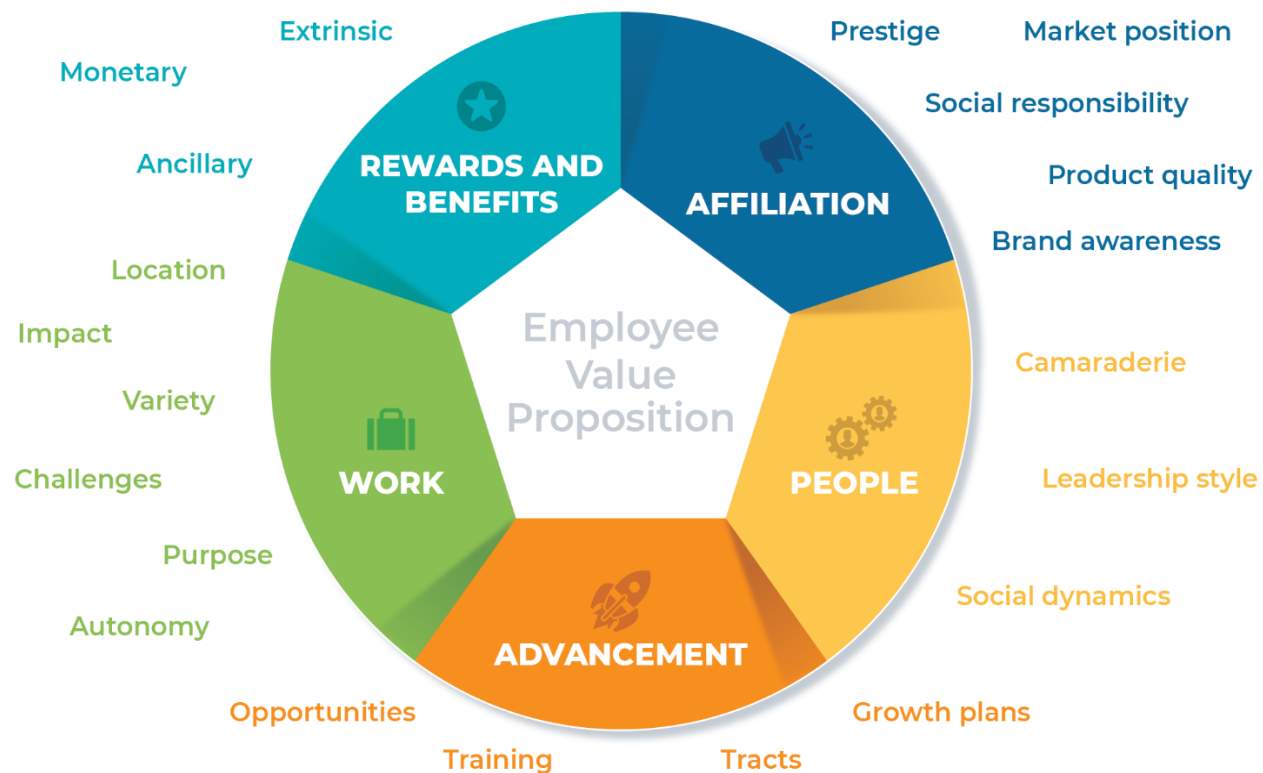 Extrinsic
Monetary
Ancillary
REWARDS AND
BENEFITS
Prestige
Market position
Social responsibility
Product quality
Brand awareness
AFFILIATION
Employee
Value
Proposition
Location
Impact
Variety
Challenges
Purpose
Autonomy
WORK
Camaraderie
Leadership style
Social dynamics
PEOPLE
ADVANCEMENT
Opportunities
Training
Tracts
Growth plans